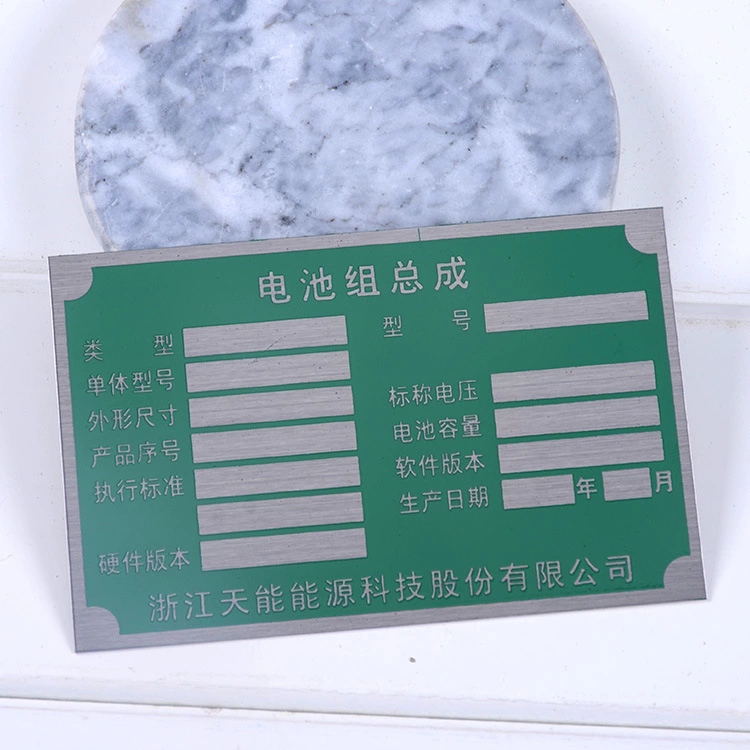 电池组总成
类型
型号
单体型号
外形尺寸
标称电压
产品序号
电池容量
执行标准
软件版本
生产日期 年 月
硬件版本
浙江天能能源科技股份有限公司